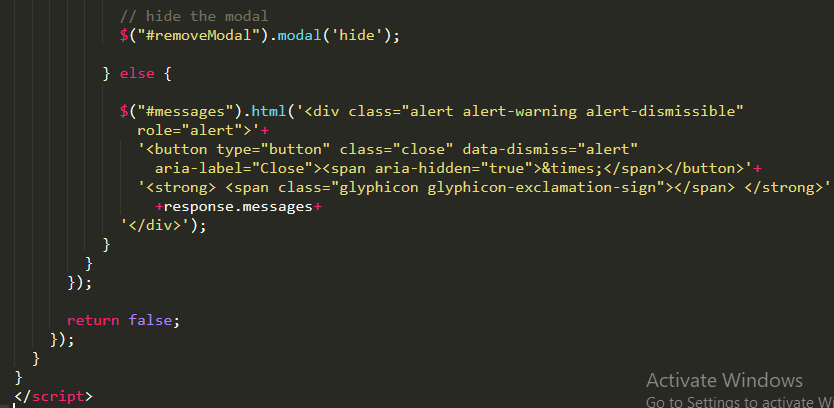 // hide the modal
$("#removeModal").modal('hide');
} else {
$("#messages").html('<div class="alert alert-warning alert-dismissible"
role="alert">'+
'<button type="button" class="close" data-dismiss="alert"
aria-label="Close"><span aria-hidden="true">&times;</span></button>'+
'<strong> <span class="glyphicon glyphicon-exclamation-sign"></span> </strong>'
+response.messages+
'</div>');
}
}
});
return false;
});
}
}
</script>
Activate Windows
Go to Settings to activate Wi